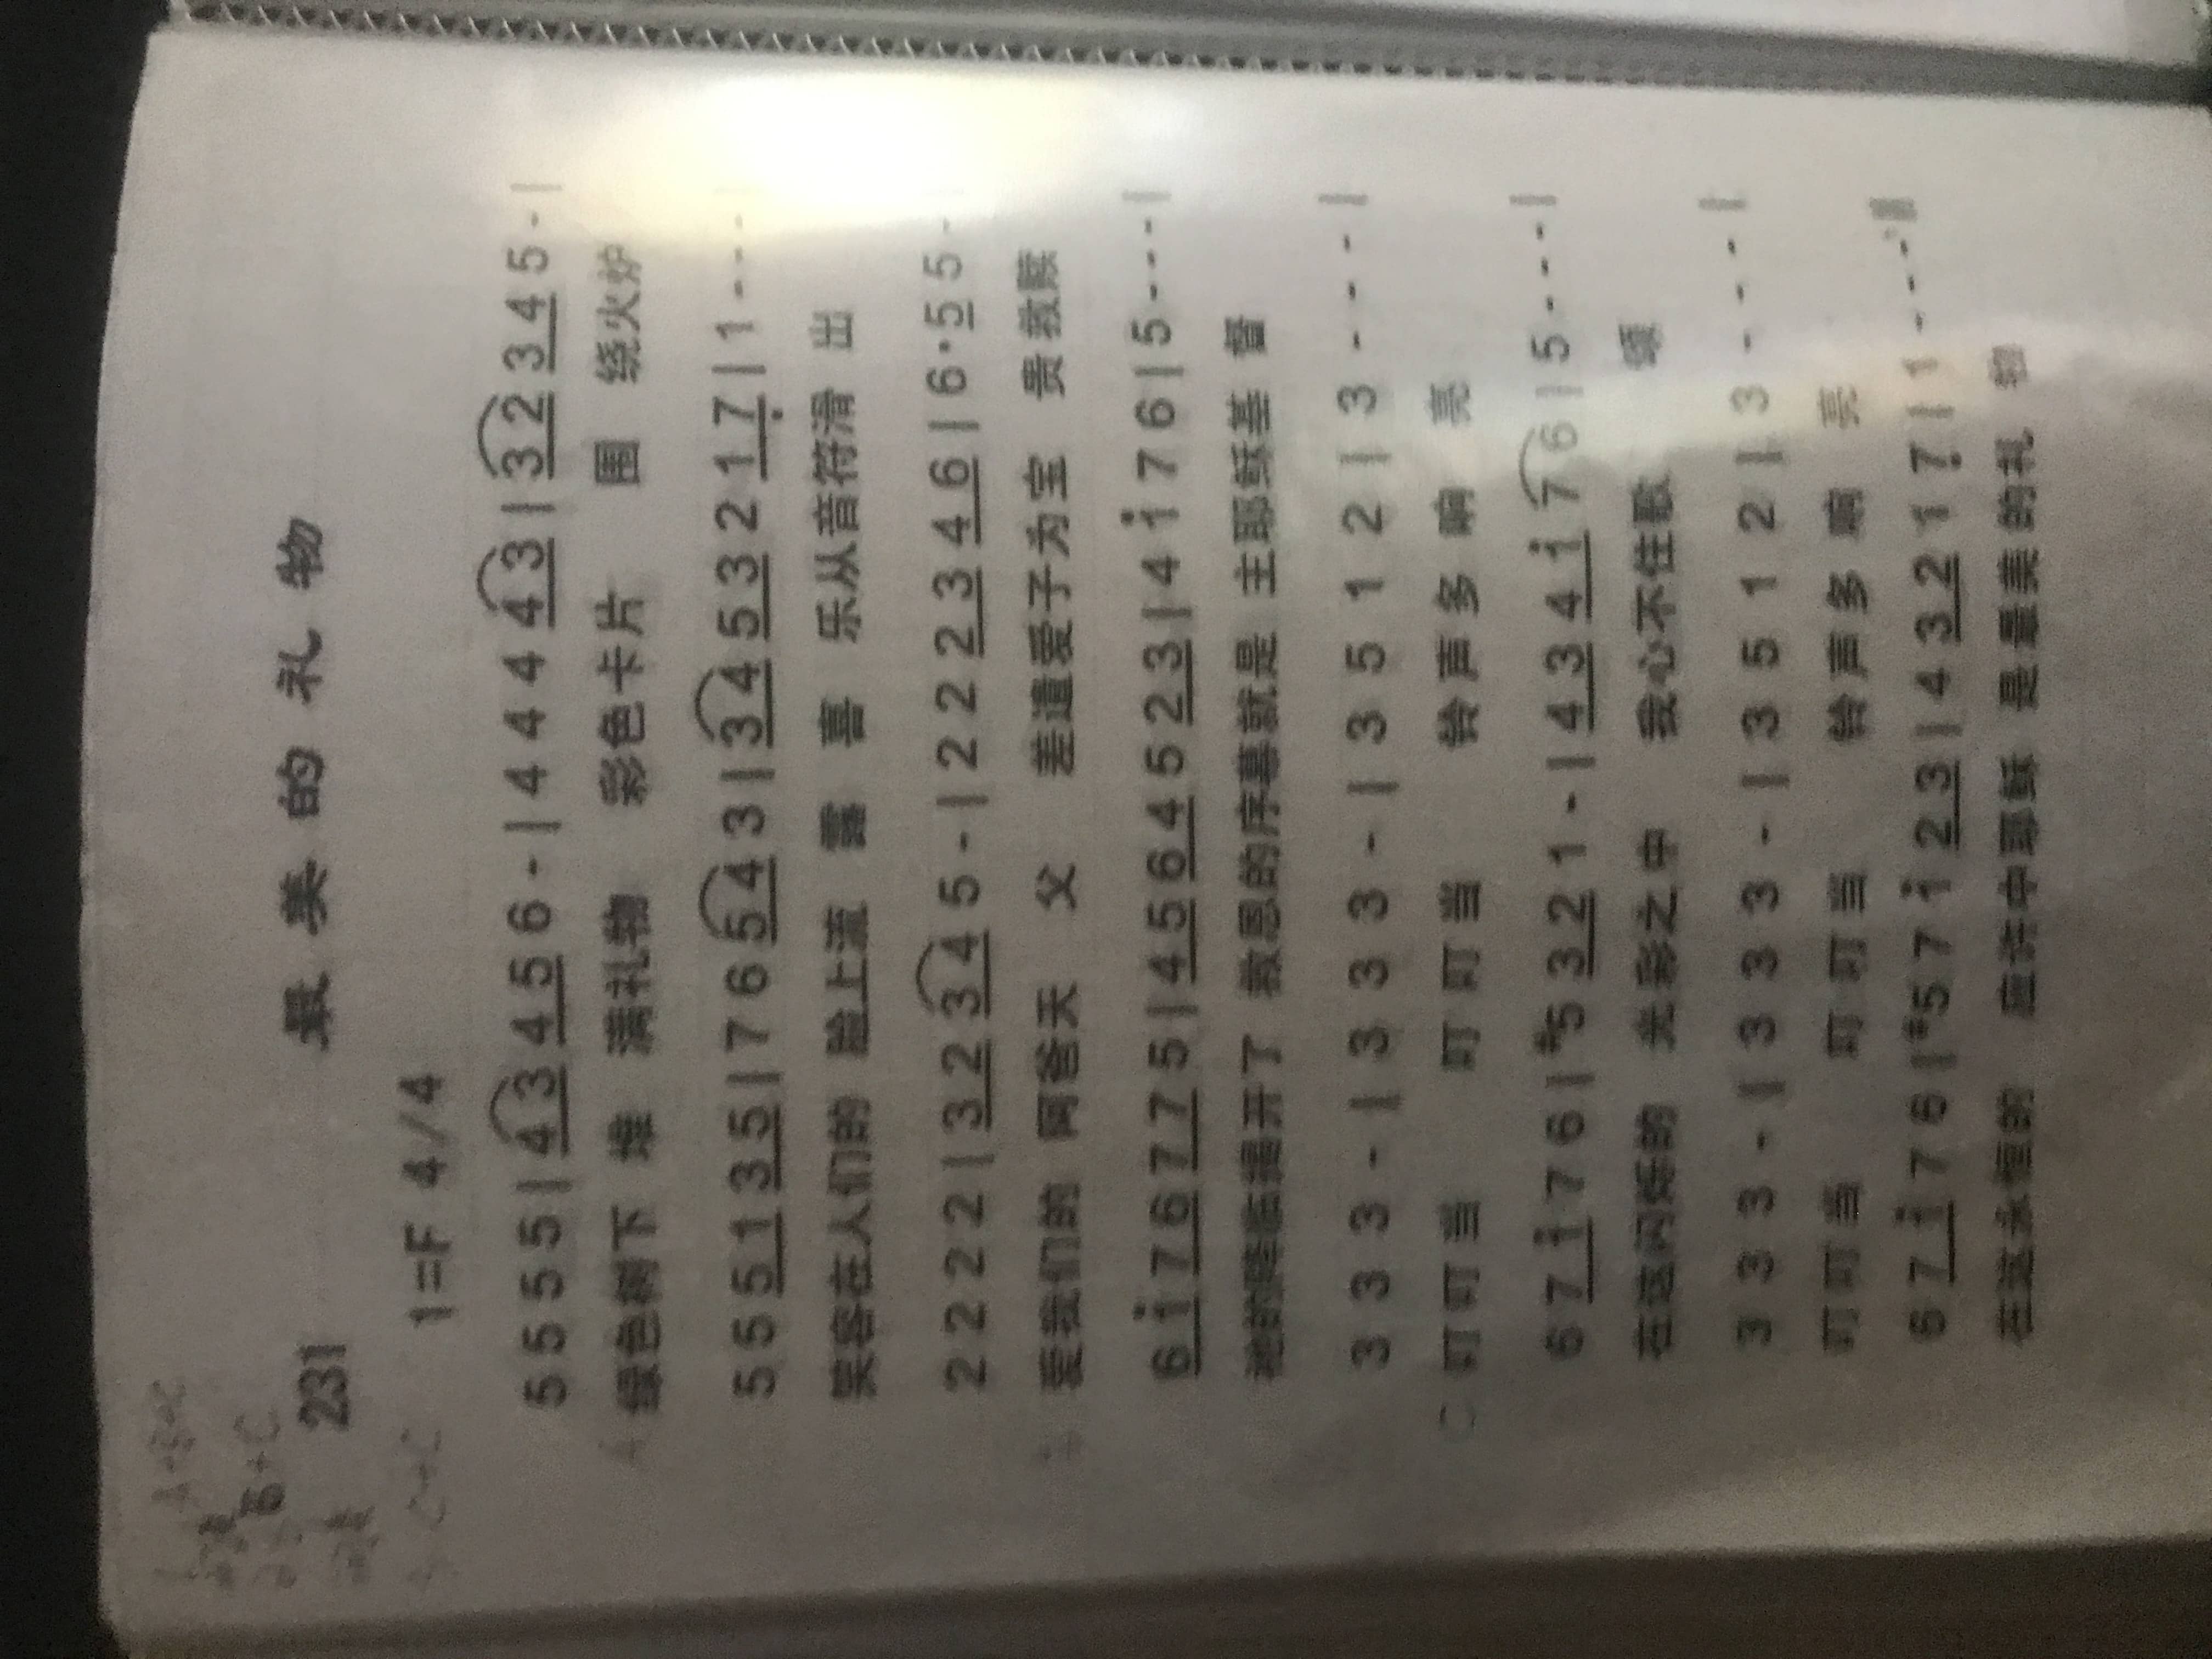 A+B+C
B+C
231 最美的礼物
C+C
1=F 4/4
5 5 5 5 | 4 3 4 5 6 - | 4 4 4 4 3 | 3 2 3 4 5 - |
绿色树下 堆 满礼物 彩色卡片 围 绕火炉
5 5 5 1 3 5 | 7 6 5 4 3 | 3 4 5 3 2 1 7̣ | 1 - - - |
笑容在人们的 脸上流 露 喜 乐从音符滑 出
2 2 2 2 | 3 2 3 4 5 - | 2 2 2 3 4 6 | 6 · 5 5 - |
爱我们的 阿爸天 父 差遣爱子为宝 贵救赎
6 1̇ 7 6 7 7 5 | 4 5 6 4 5 2 3 | 4 1̇ 7 6 | 5 - - - |
祂的降临揭开了 救恩的序幕就是 主耶稣基 督
3 3 3 - | 3 3 3 - | 3 5 1 2 | 3 - - - |
C 叮叮当 叮叮当 铃声多响 亮
6 7 1̇ 7 6 | #5 3 2 1 - | 4 3 4 1̇ 7 6 | 5 - - - |
在这闪烁的 光彩之中 我心不住歌 颂
3 3 3 - | 3 3 3 - | 3 5 1 2 | 3 - - - |
叮叮当 叮叮当 铃声多响 亮
6 7 1̇ 7 6 | #5 7 1̇ 2 3 | 4 3 2 1 7̣ | 1 - - - ‖
在这永恒的 应许中耶稣 是最美的礼 物